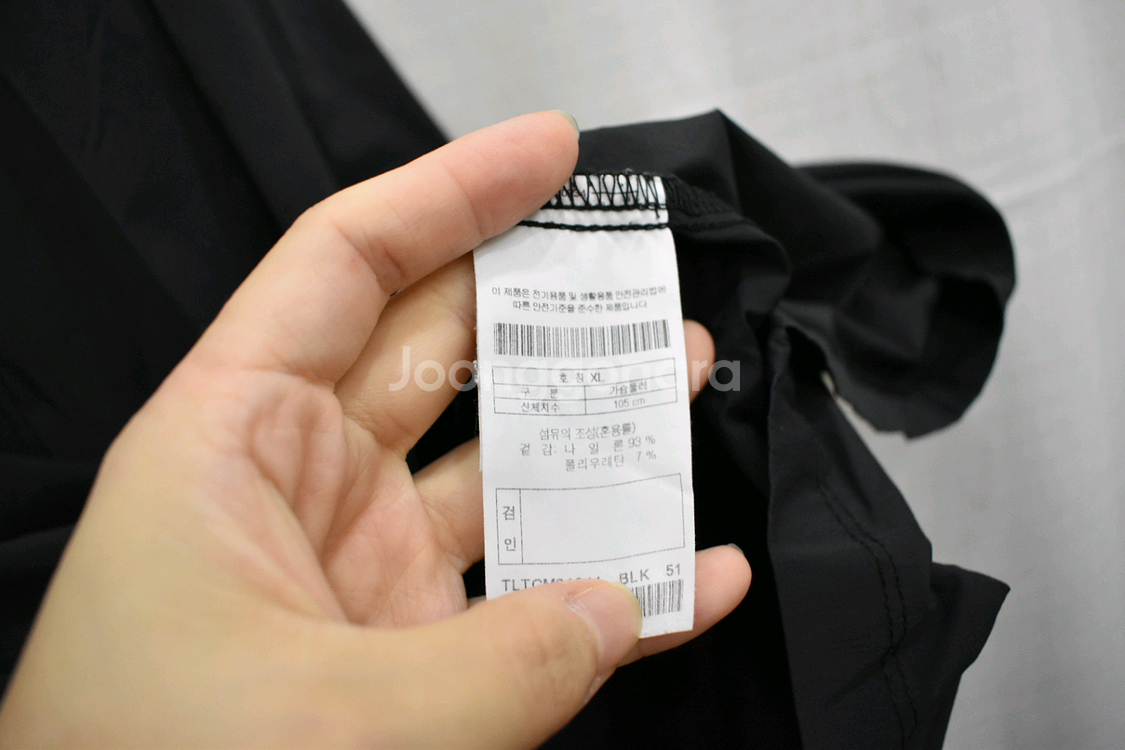 이 제품은 전기용품 및 생활용품 안전관리법에
따른 안전기준을 준수한 제품입니다
Joonggonara
호 칭 XL
구 분 가슴둘레
신체치수 105 cm
섬유의 조성(혼용률)
겉 감: 나 일 론 93 %
폴리우레탄 7 %
검
인
BLK 51